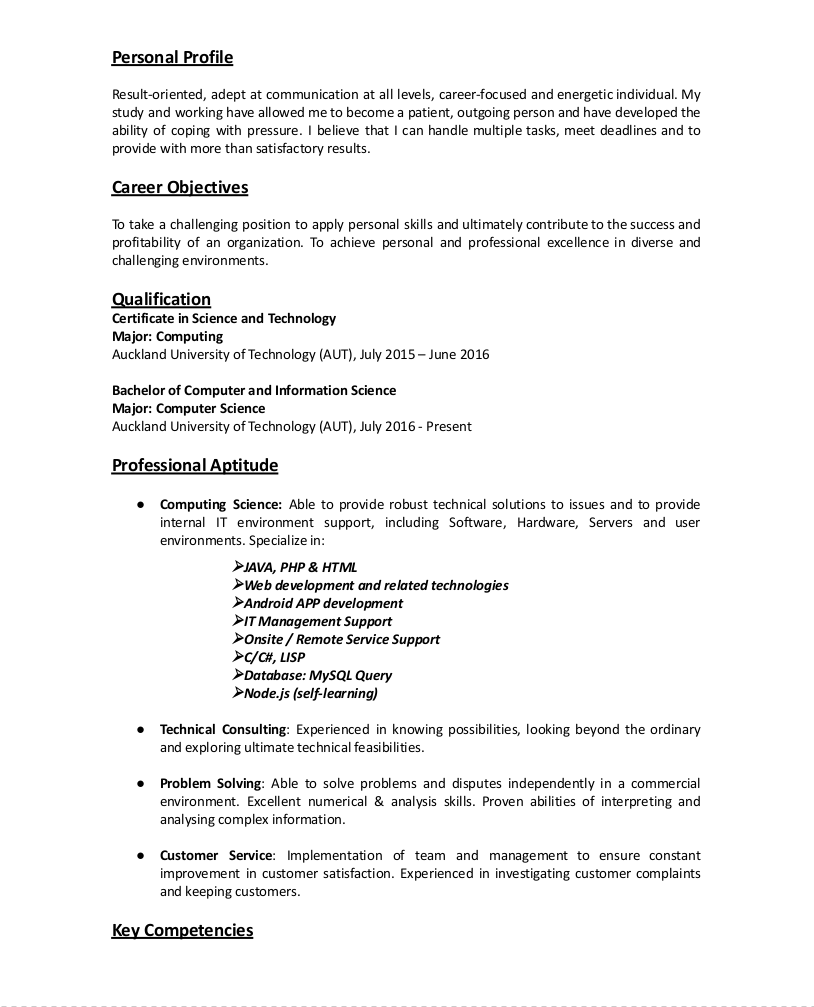 Personal Profile
Result-oriented, adept at communication at all levels, career-focused and energetic individual. My
study and working have allowed me to become a patient, outgoing person and have developed the
ability of coping with pressure. I believe that I can handle multiple tasks, meet deadlines and to
provide with more than satisfactory results.
Career Objectives
To take a challenging position to apply personal skills and ultimately contribute to the success and
profitability of an organization. To achieve personal and professional excellence in diverse and
challenging environments.
Qualification
Certificate in Science and Technology
Major: Computing
Auckland University of Technology (AUT), July 2015 – June 2016
Bachelor of Computer and Information Science
Major: Computer Science
Auckland University of Technology (AUT), July 2016 - Present
Professional Aptitude
● Computing Science: Able to provide robust technical solutions to issues and to provide
internal IT environment support, including Software, Hardware, Servers and user
environments. Specialize in:
➢JAVA, PHP & HTML
➢Web development and related technologies
➢Android APP development
➢IT Management Support
➢Onsite / Remote Service Support
➢C/C#, LISP
➢Database: MySQL Query
➢Node.js (self-learning)
● Technical Consulting: Experienced in knowing possibilities, looking beyond the ordinary
and exploring ultimate technical feasibilities.
● Problem Solving: Able to solve problems and disputes independently in a commercial
environment. Excellent numerical & analysis skills. Proven abilities of interpreting and
analysing complex information.
● Customer Service: Implementation of team and management to ensure constant
improvement in customer satisfaction. Experienced in investigating customer complaints
and keeping customers.
Key Competencies